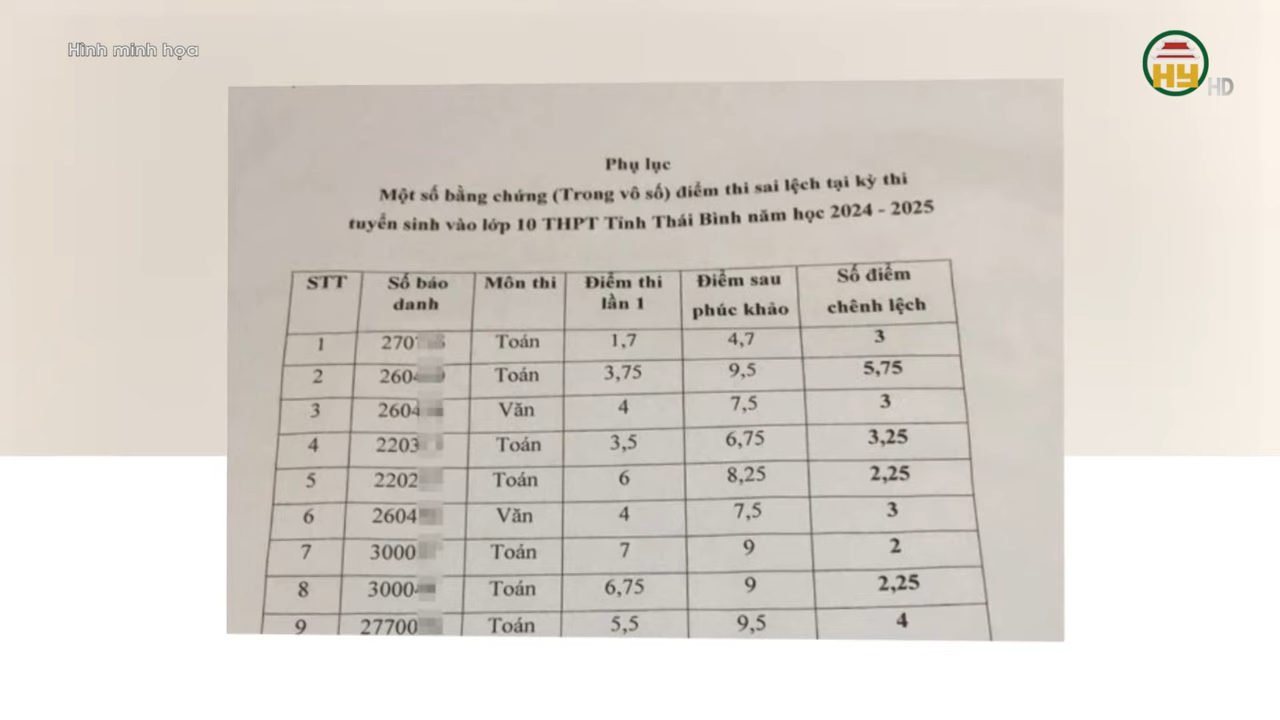 Hình minh họa
HY HD
Phụ lục
Một số bằng chứng (Trong vô số) điểm thi sai lệch tại kỳ thi
tuyển sinh vào lớp 10 THPT Tỉnh Thái Bình năm học 2024 - 2025
STT Số báo danh Môn thi Điểm thi lần 1 Điểm sau phúc khảo Số điểm chênh lệch
1 270 Toán 1,7 4,7 3
2 260 Toán 3,75 9,5 5,75
3 2604 Văn 4 7,5 3
4 2203 Toán 3,5 6,75 3,25
5 2202 Toán 6 8,25 2,25
6 2604 Văn 4 7,5 3
7 3000 Toán 7 9 2
8 3000 Toán 6,75 9 2,25
9 27700 Toán 5,5 9,5 4